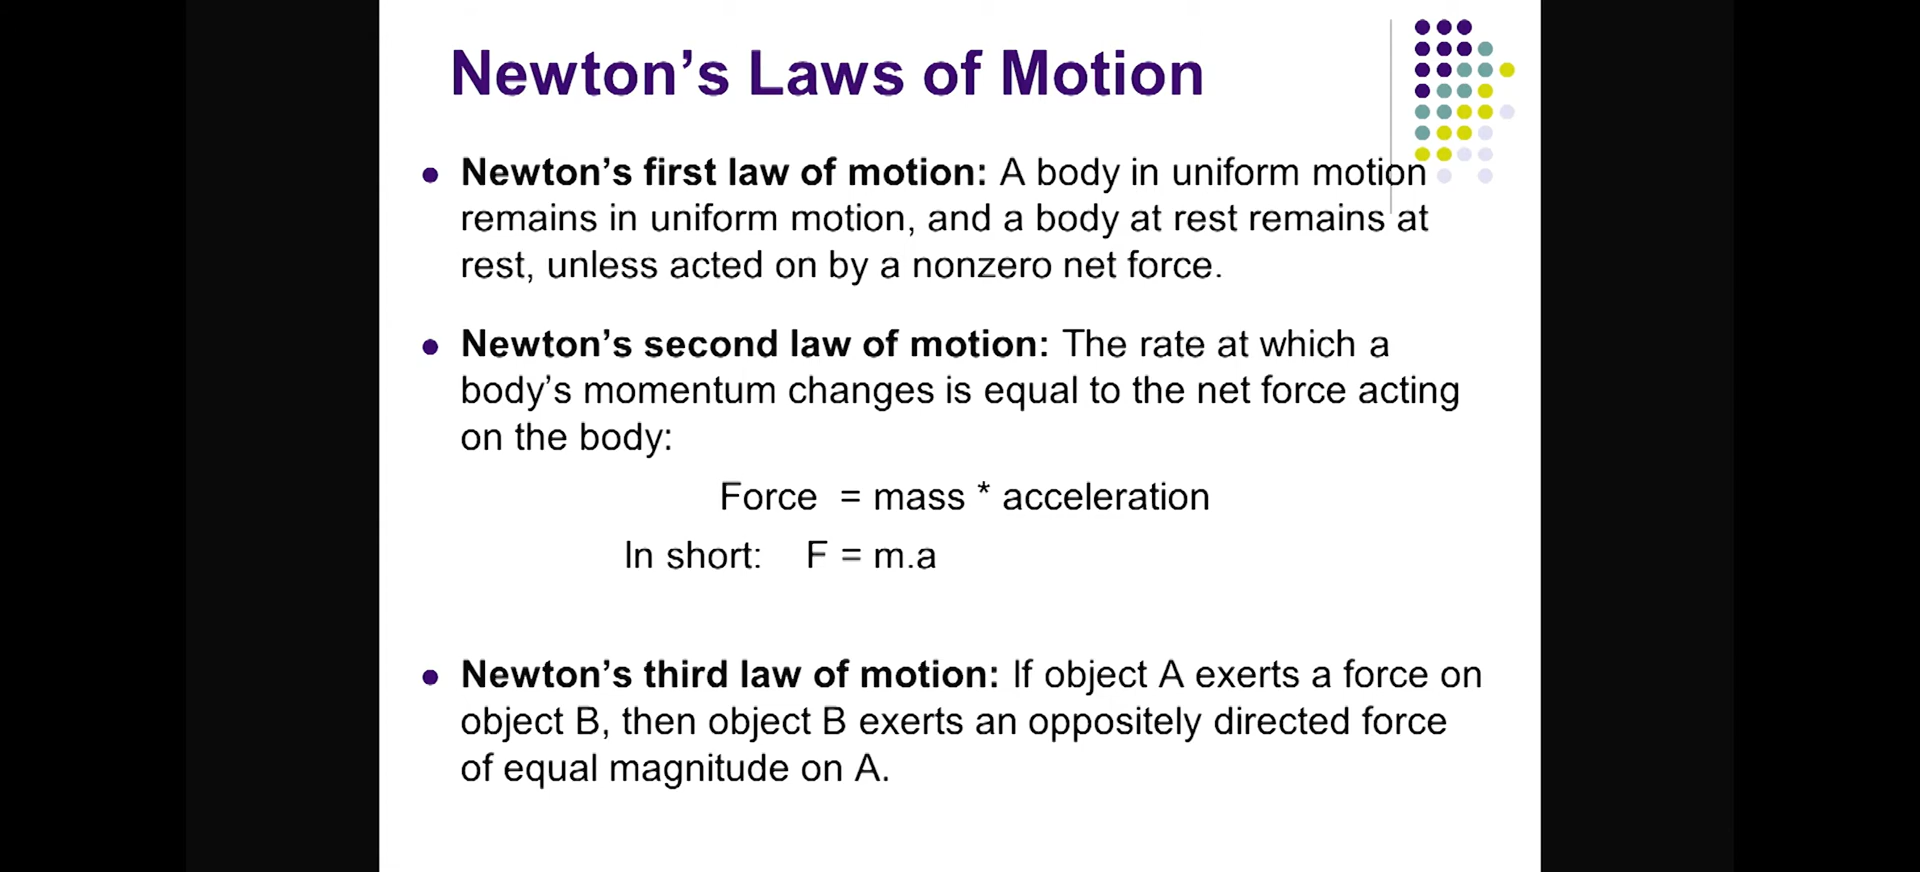 Newton’s Laws of Motion
• Newton’s first law of motion: A body in uniform motion
remains in uniform motion, and a body at rest remains at
rest, unless acted on by a nonzero net force.
• Newton’s second law of motion: The rate at which a
body’s momentum changes is equal to the net force acting
on the body:
Force = mass * acceleration
In short: F = m.a
• Newton’s third law of motion: If object A exerts a force on
object B, then object B exerts an oppositely directed force
of equal magnitude on A.